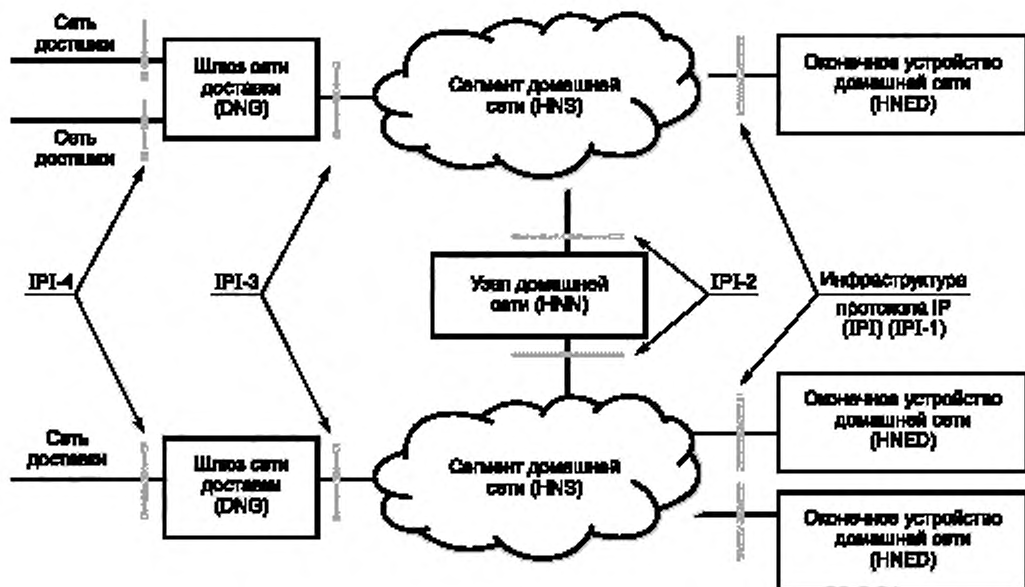 Сеть
доставки
Шлюз сети
доставки
(DNG)
Сегмент домашней
сети (HNS)
Оконечное устройство
домашней сети
(HNED)
Сеть
доставки
IPI-4
IPI-3
Узел домашней
сети (HNN)
IPI-2
Инфраструктура
протокола IP
(IPI) (IPI-1)
Сеть
доставки
Шлюз сети
доставки
(DNG)
Сегмент домашней
сети (HNS)
Оконечное устройство
домашней сети
(HNED)
Оконечное устройство
домашней сети
(HNED)